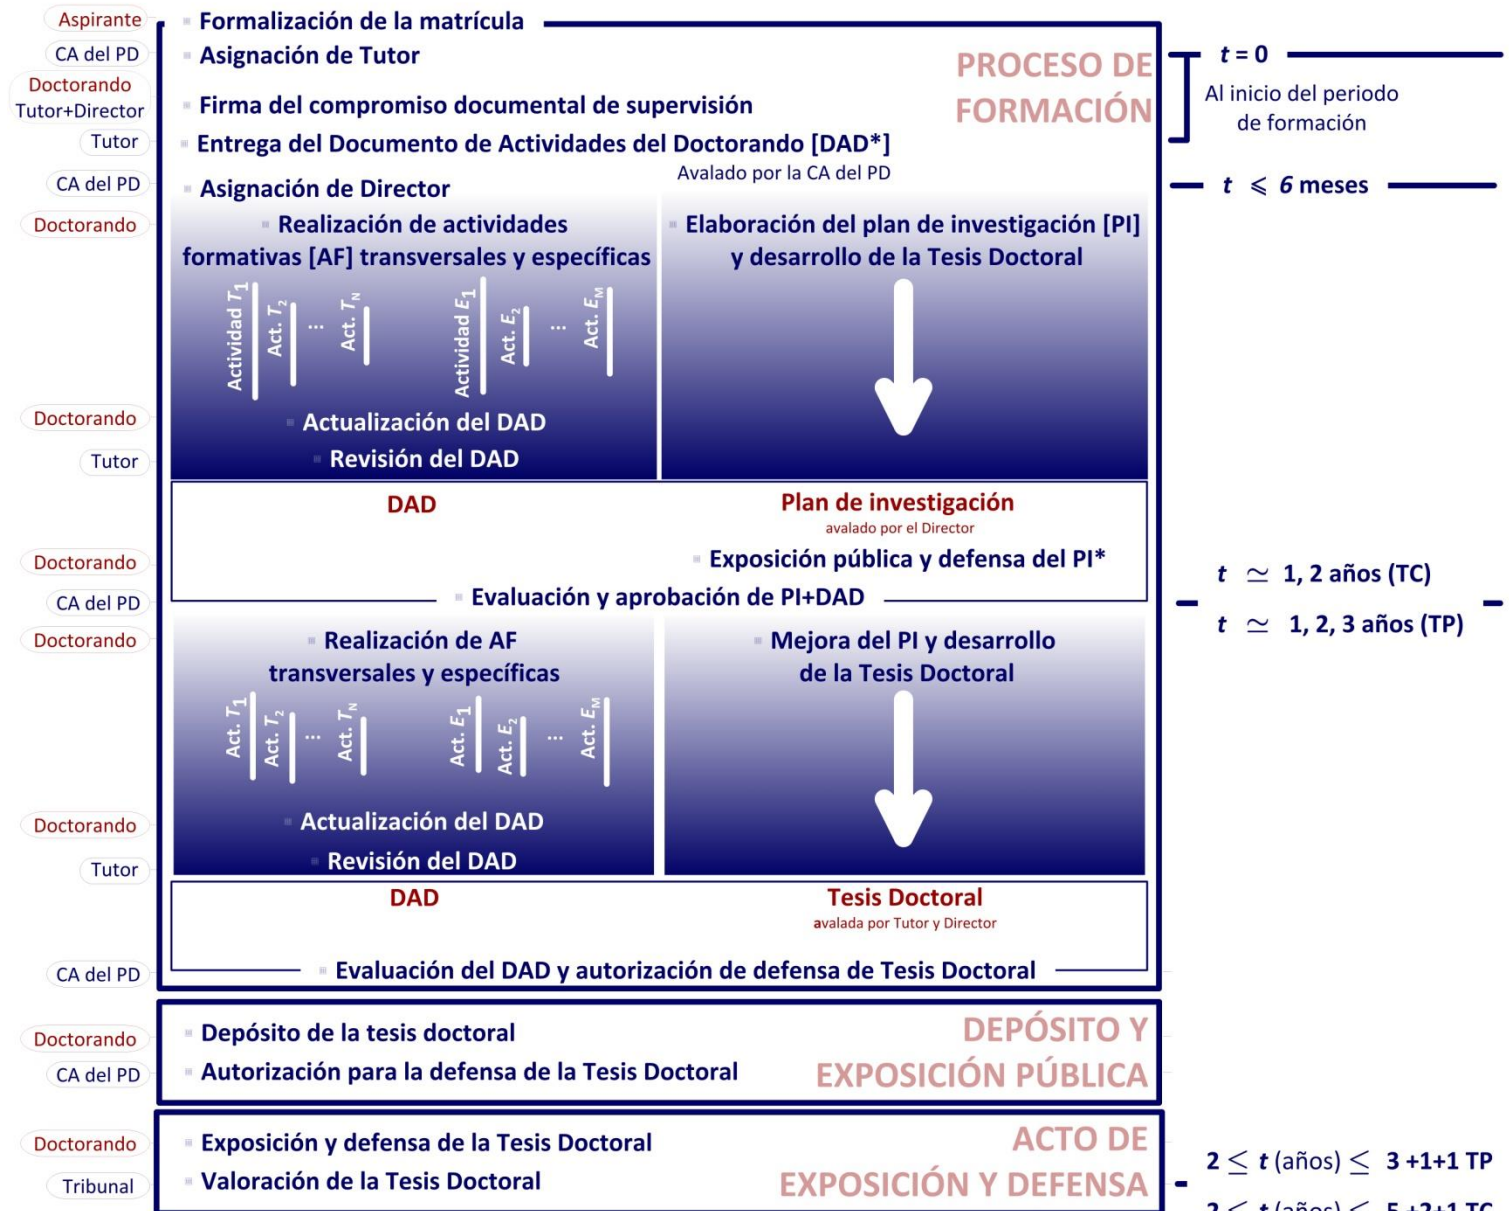 Aspirante
Formalización de la matrícula
CA del PD
Asignación de Tutor
PROCESO DE
FORMACIÓN
t = 0
Al inicio del periodo
de formación
Doctorando
Tutor+Director
Firma del compromiso documental de supervisión
Tutor
Entrega del Documento de Actividades del Doctorando [DAD*]
Avalado por la CA del PD
CA del PD
Asignación de Director
t ⩽ 6 meses
Doctorando
Realización de actividades
formativas [AF] transversales y específicas
Elaboración del plan de investigación [PI]
y desarrollo de la Tesis Doctoral
Actividad T1
Act. T2
...
Act. TN
Actividad E1
Act. E2
...
Act. EM
Doctorando
Actualización del DAD
Tutor
Revisión del DAD
DAD
Plan de investigación
avalado por el Director
Doctorando
Exposición pública y defensa del PI*
CA del PD
Evaluación y aprobación de PI+DAD
t ≃ 1, 2 años (TC)
t ≃ 1, 2, 3 años (TP)
Doctorando
Realización de AF
transversales y específicas
Mejora del PI y desarrollo
de la Tesis Doctoral
Act. T1
Act. T2
...
Act. TN
Act. E1
Act. E2
...
Act. EM
Doctorando
Actualización del DAD
Tutor
Revisión del DAD
DAD
Tesis Doctoral
avalada por Tutor y Director
CA del PD
Evaluación del DAD y autorización de defensa de Tesis Doctoral
Doctorando
Depósito de la tesis doctoral
CA del PD
Autorización para la defensa de la Tesis Doctoral
DEPÓSITO Y
EXPOSICIÓN PÚBLICA
Doctorando
Exposición y defensa de la Tesis Doctoral
Tribunal
Valoración de la Tesis Doctoral
ACTO DE
EXPOSICIÓN Y DEFENSA
2 ≤ t (años) ≤ 3 +1+1 TP
2 ≤ t (años) ≤ 5 +2+1 TC